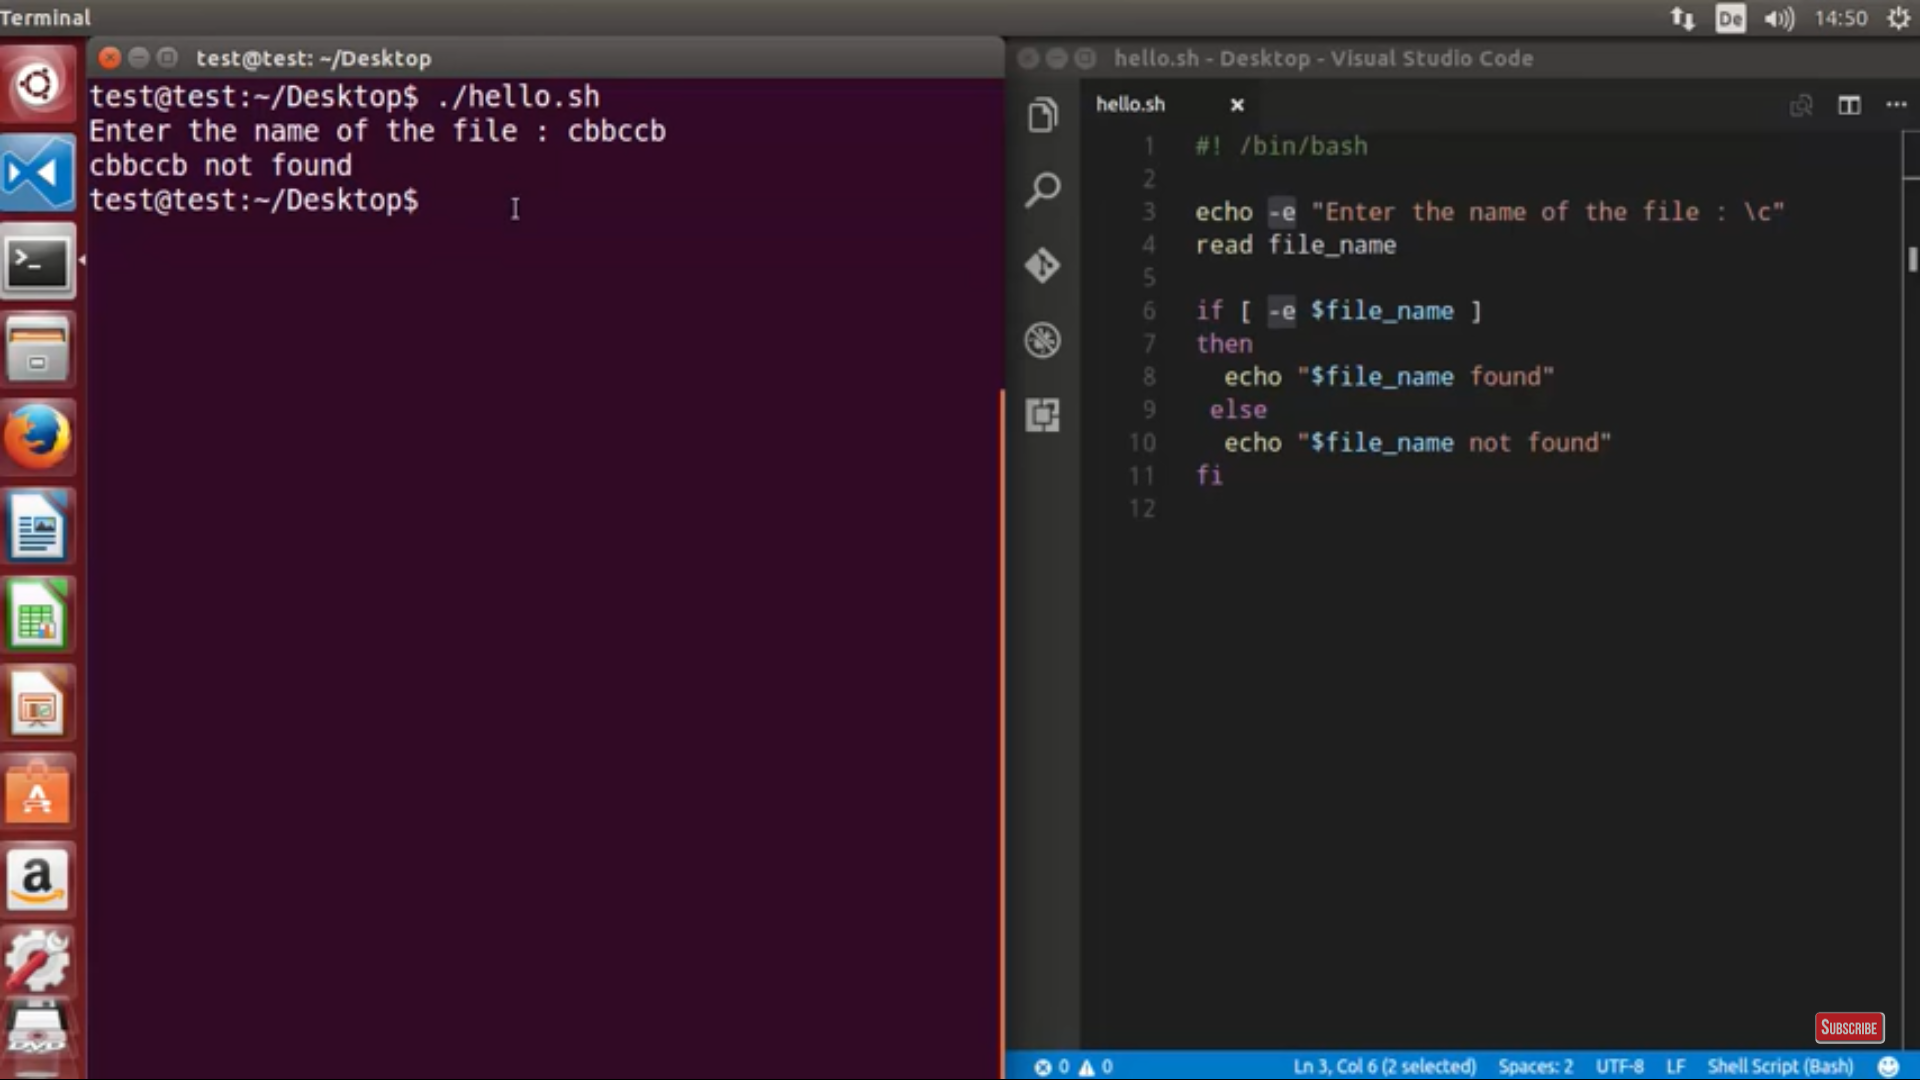 Terminal
De
14:50
test@test: ~/Desktop
test@test:~/Desktop$ ./hello.sh
Enter the name of the file : cbbccb
cbbccb not found
test@test:~/Desktop$
hello.sh - Desktop - Visual Studio Code
hello.sh
1 #! /bin/bash
2
3 echo -e "Enter the name of the file : \c"
4 read file_name
5
6 if [ -e $file_name ]
7 then
8   echo "$file_name found"
9  else
10   echo "$file_name not found"
11 fi
12
SUBSCRIBE
0 0 Ln 3, Col 6 (2 selected) Spaces: 2 UTF-8 LF Shell Script (Bash)
a
DVD